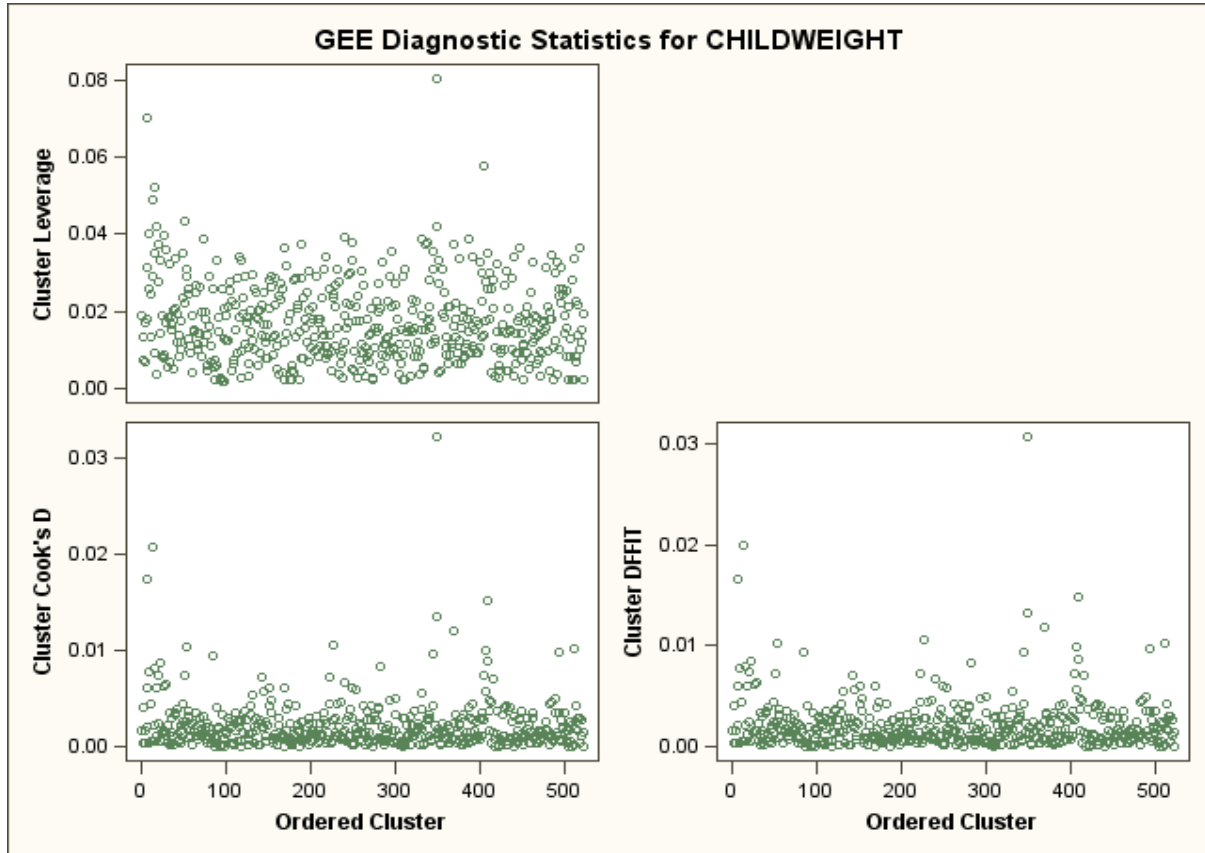 GEE Diagnostic Statistics for CHILDWEIGHT
Cluster Leverage
0.08
0.06
0.04
0.02
0.00
Cluster Cook's D
0.03
0.02
0.01
0.00
0 100 200 300 400 500
Ordered Cluster
Cluster DFFIT
0.03
0.02
0.01
0.00
0 100 200 300 400 500
Ordered Cluster